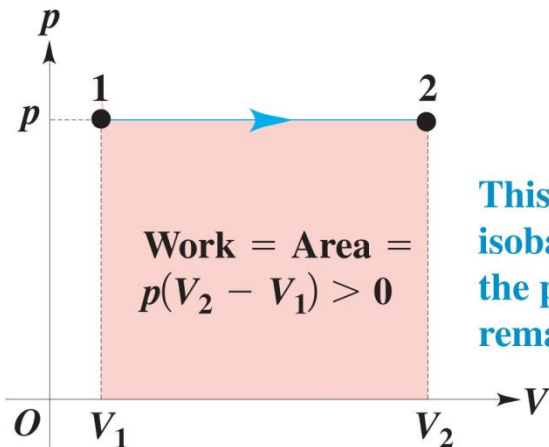 p
1 2
p
Work = Area =
p(V₂ − V₁) > 0
This
isoba
the p
rema
O V₁ V₂ V